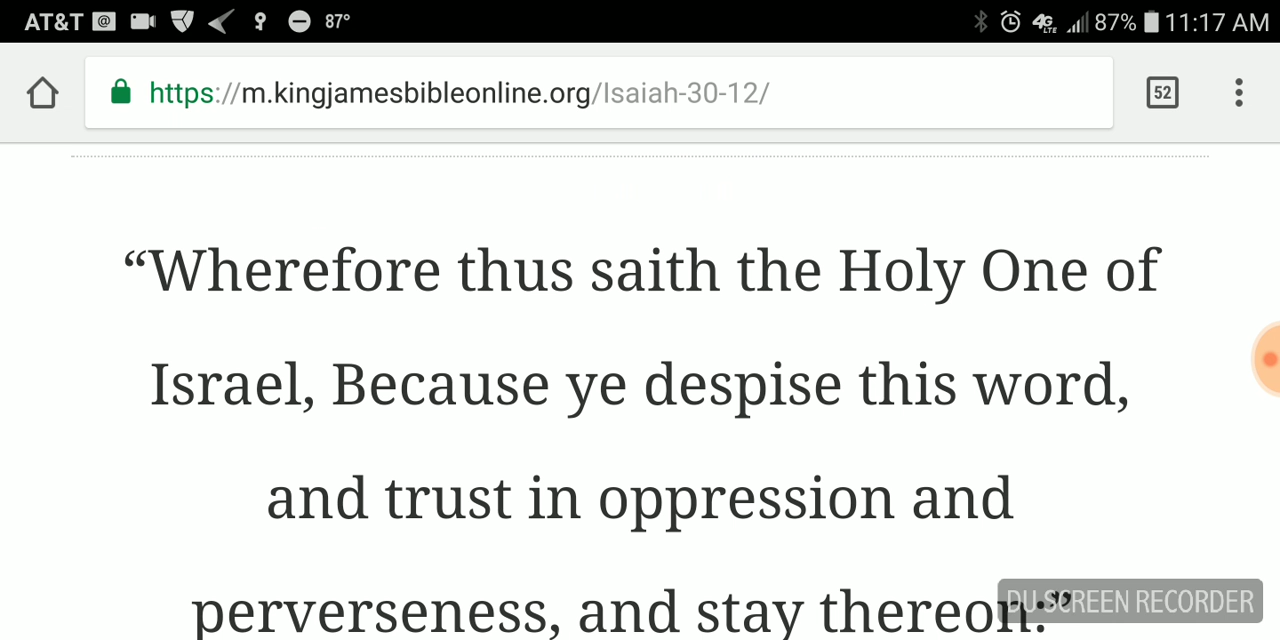 AT&T @ 87° 4G LTE 87% 11:17 AM
https://m.kingjamesbibleonline.org/Isaiah-30-12/ 52
“Wherefore thus saith the Holy One of
Israel, Because ye despise this word,
and trust in oppression and
perverseness, and stay thereon:”
DU SCREEN RECORDER